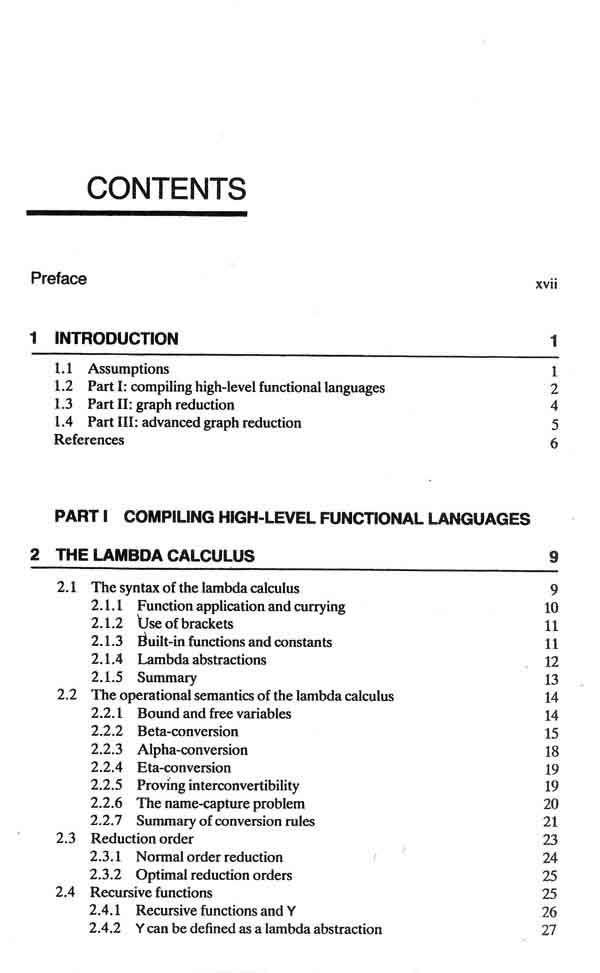 CONTENTS
Preface xvii
1 INTRODUCTION 1
1.1 Assumptions 1
1.2 Part I: compiling high-level functional languages 2
1.3 Part II: graph reduction 4
1.4 Part III: advanced graph reduction 5
References 6
PART I COMPILING HIGH-LEVEL FUNCTIONAL LANGUAGES
2 THE LAMBDA CALCULUS 9
2.1 The syntax of the lambda calculus 9
2.1.1 Function application and currying 10
2.1.2 Use of brackets 11
2.1.3 Built-in functions and constants 11
2.1.4 Lambda abstractions 12
2.1.5 Summary 13
2.2 The operational semantics of the lambda calculus 14
2.2.1 Bound and free variables 14
2.2.2 Beta-conversion 15
2.2.3 Alpha-conversion 18
2.2.4 Eta-conversion 19
2.2.5 Proving interconvertibility 19
2.2.6 The name-capture problem 20
2.2.7 Summary of conversion rules 21
2.3 Reduction order 23
2.3.1 Normal order reduction 24
2.3.2 Optimal reduction orders 25
2.4 Recursive functions 25
2.4.1 Recursive functions and Y 26
2.4.2 Y can be defined as a lambda abstraction 27